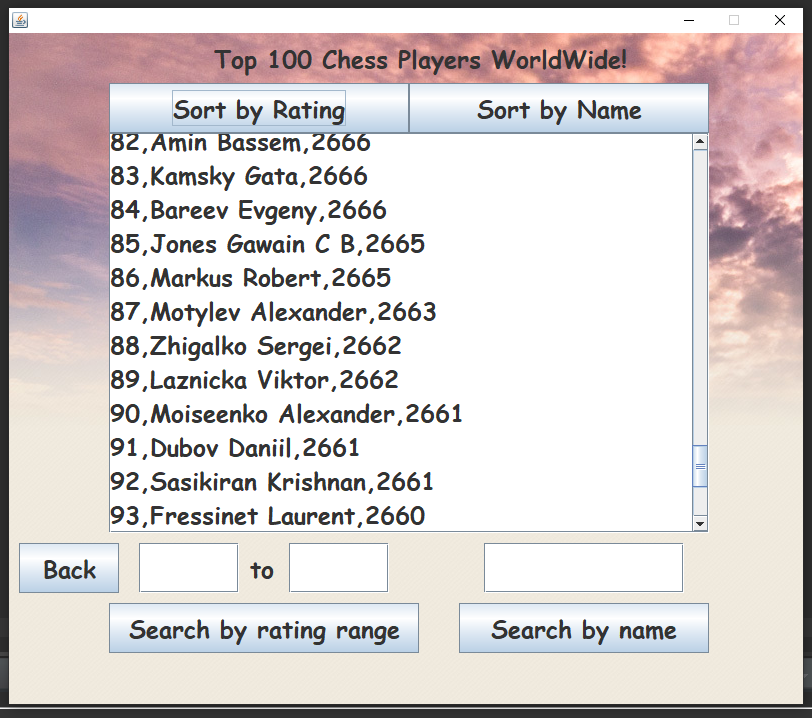 Top 100 Chess Players WorldWide!
Sort by Rating Sort by Name
82,Amin Bassem,2666
83,Kamsky Gata,2666
84,Bareev Evgeny,2666
85,Jones Gawain C B,2665
86,Markus Robert,2665
87,Motylev Alexander,2663
88,Zhigalko Sergei,2662
89,Laznicka Viktor,2662
90,Moiseenko Alexander,2661
91,Dubov Daniil,2661
92,Sasikiran Krishnan,2661
93,Fressinet Laurent,2660
Back to
Search by rating range Search by name